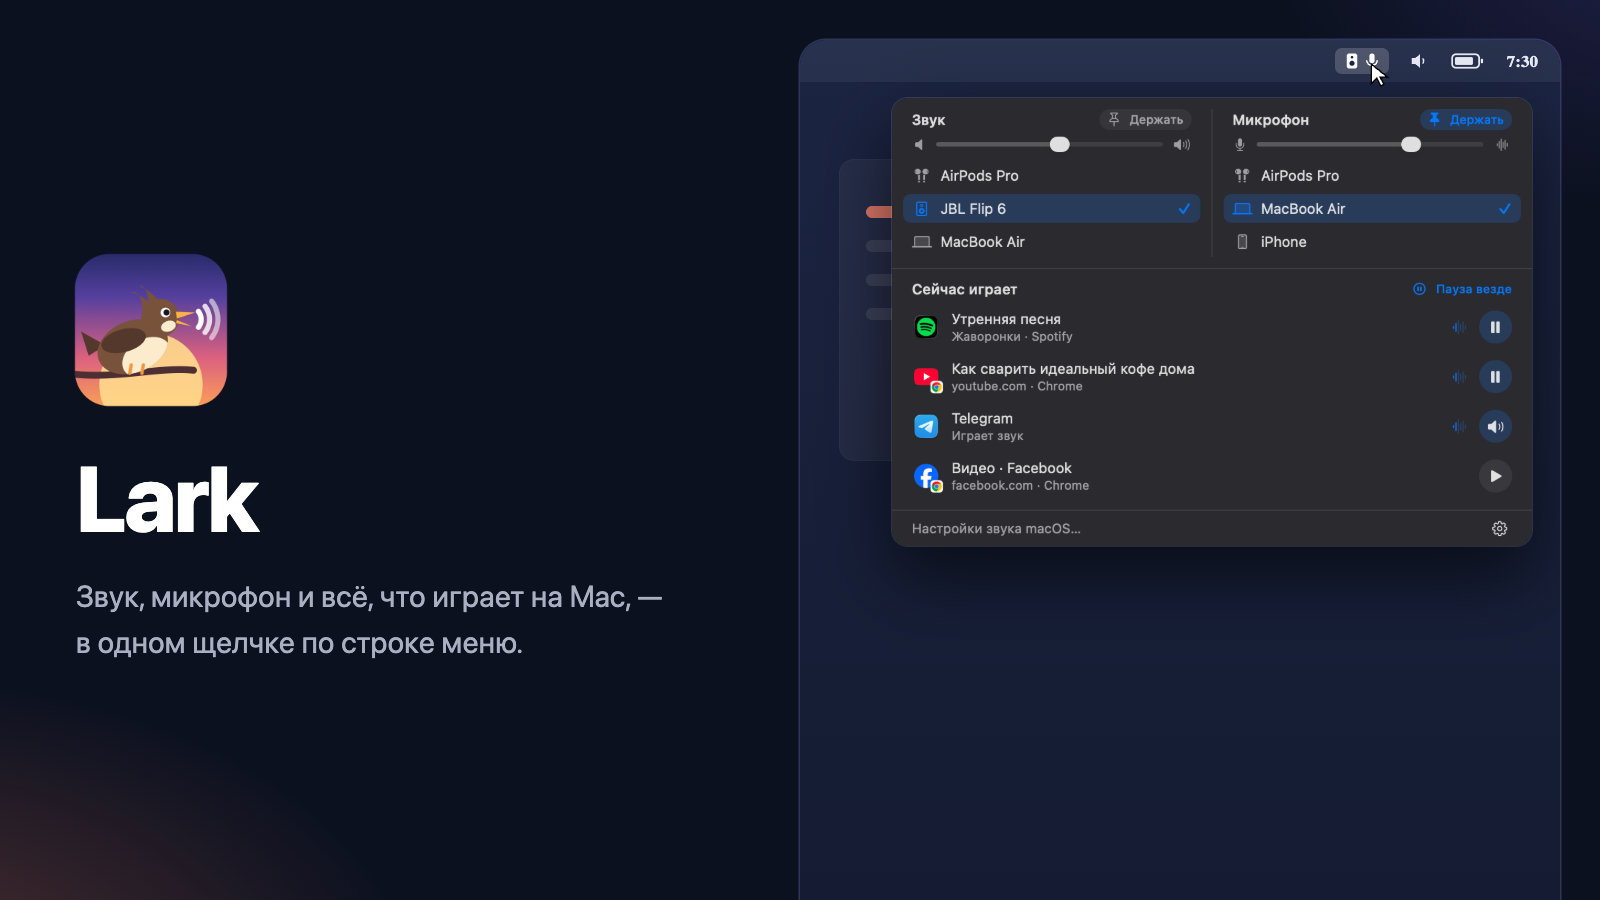 Lark
Звук, микрофон и всё, что играет на Mac, —
в одном щелчке по строке меню.
7:30
Звук
Держать
AirPods Pro
JBL Flip 6
MacBook Air
Микрофон
Держать
AirPods Pro
MacBook Air
iPhone
Сейчас играет
Пауза везде
Утренняя песня
Жаворонки · Spotify
Как сварить идеальный кофе дома
youtube.com · Chrome
Telegram
Играет звук
Видео · Facebook
facebook.com · Chrome
Настройки звука macOS...